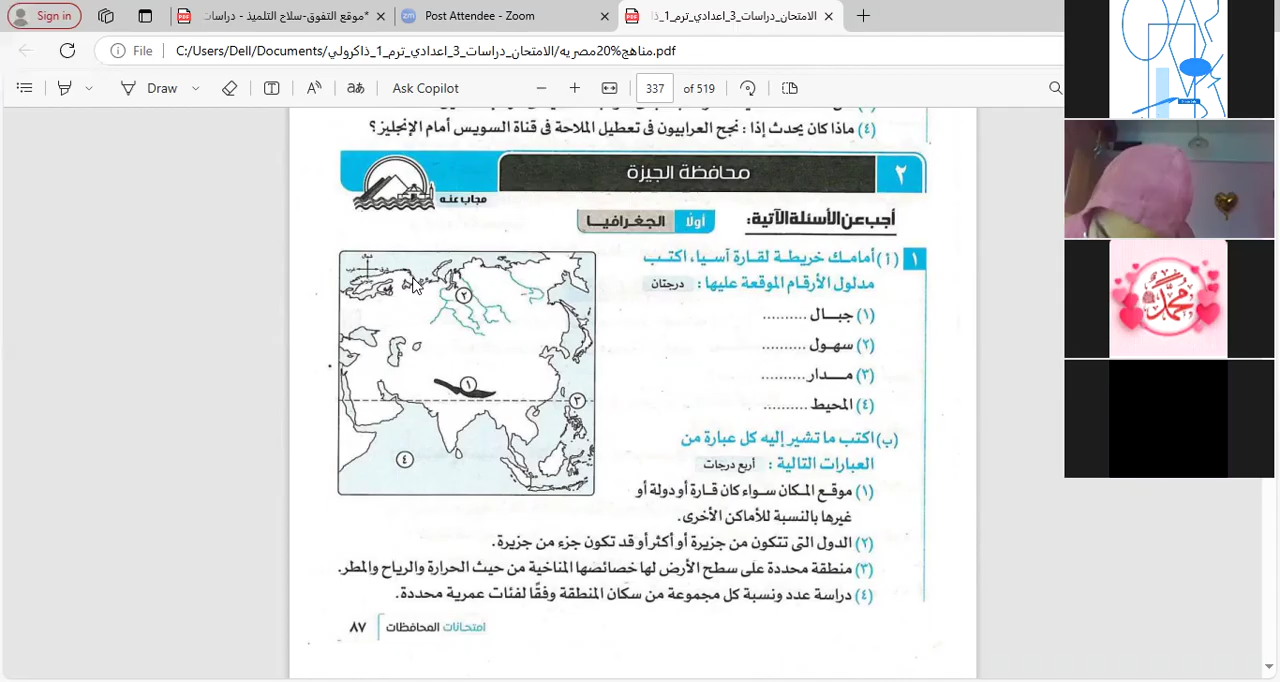 Sign in
*موقع التفوق-سلاح التلميذ - دراسات
Post Attendee - Zoom
الامتحان_دراسات_3_اعدادي_ترم_1_ذا
File
C:/Users/Dell/Documents/مناهج%20مصريه/الامتحان_دراسات_3_اعدادي_ترم_1_ذاكرولي.pdf
Draw
Ask Copilot
337 of 519
(٤) ماذا كان يحدث إذا : نجح العرابيون فى تعطيل الملاحة فى قناة السويس أمام الإنجليز؟
٢ محافظة الجيزة
مجاب عنه
أجب عن الأسئلة الآتية:
أولًا الجغرافيا
١ (أ) أمامك خريطة لقارة آسيا، اكتب
مدلول الأرقام الموقعة عليها : درجتان
(١) جبال ..........
(٢) سهول ..........
(٣) مدار ..........
(٤) المحيط ..........
٢
١
٣
٤
(ب) اكتب ما تشير إليه كل عبارة من
العبارات التالية : أربع درجات
(١) موقع المكان سواء كان قارة أو دولة أو
غيرها بالنسبة للأماكن الأخرى.
(٢) الدول التى تتكون من جزيرة أو أكثر أو قد تكون جزء من جزيرة.
(٣) منطقة محددة على سطح الأرض لها خصائصها المناخية من حيث الحرارة والرياح والمطر.
(٤) دراسة عدد ونسبة كل مجموعة من سكان المنطقة وفقًا لفئات عمرية محددة.
امتحانات المحافظات ٨٧
محمد